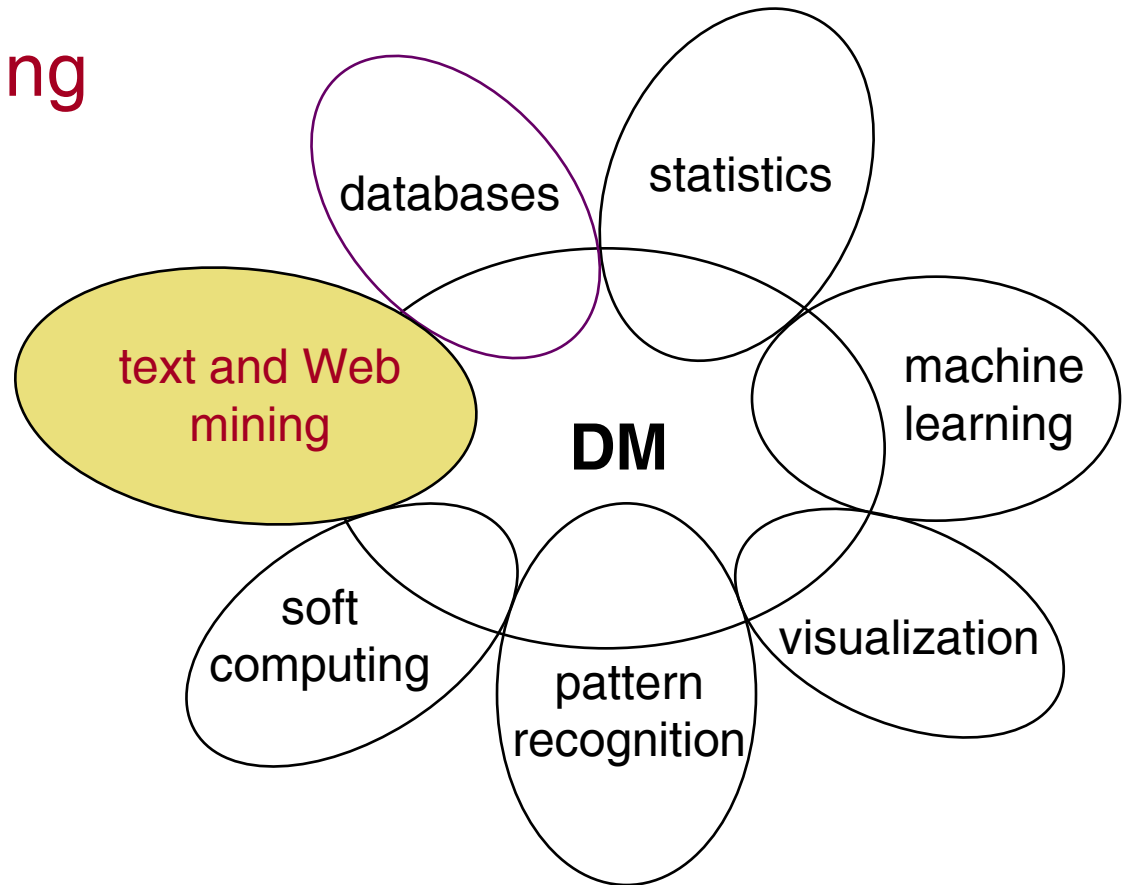 ng
databases
statistics
text and Web
mining
machine
learning
DM
soft
computing
pattern
recognition
visualization